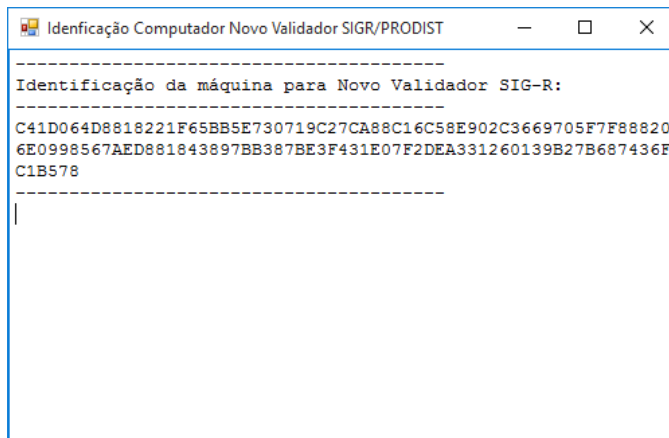 Idenficação Computador Novo Validador SIGR/PRODIST
----------------------------------------
Identificação da máquina para Novo Validador SIG-R:
----------------------------------------
C41D064D8818221F65BB5E730719C27CA88C16C58E902C3669705F7F88820
6E0998567AED881843897BB387BE3F431E07F2DEA331260139B27B687436F
C1B578
----------------------------------------